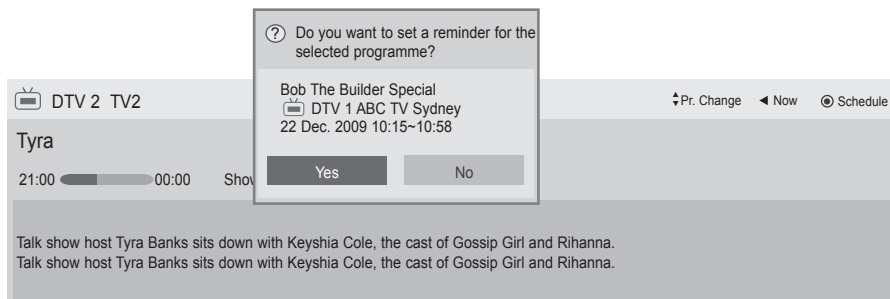 Do you want to set a reminder for the
selected programme?
Bob The Builder Special
DTV 1 ABC TV Sydney
22 Dec. 2009 10:15~10:58
Yes No
DTV 2 TV2
Pr. Change ◄ Now ◉ Schedule
Tyra
21:00 00:00
Talk show host Tyra Banks sits down with Keyshia Cole, the cast of Gossip Girl and Rihanna.
Talk show host Tyra Banks sits down with Keyshia Cole, the cast of Gossip Girl and Rihanna.